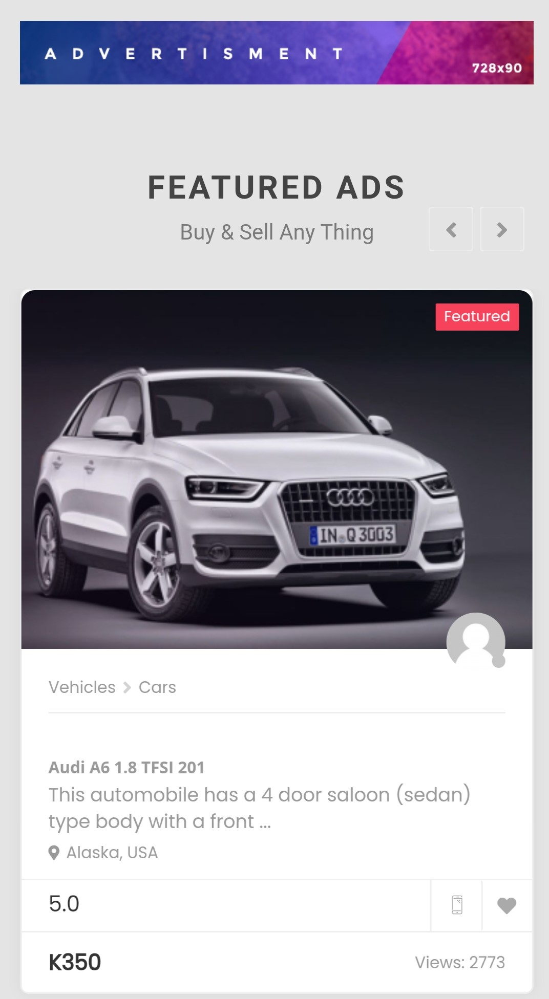 ADVERTISMENT
728x90
FEATURED ADS
Buy & Sell Any Thing
Featured
IN Q 3003
Vehicles > Cars
Audi A6 1.8 TFSI 201
This automobile has a 4 door saloon (sedan)
type body with a front ...
Alaska, USA
5.0
K350
Views: 2773